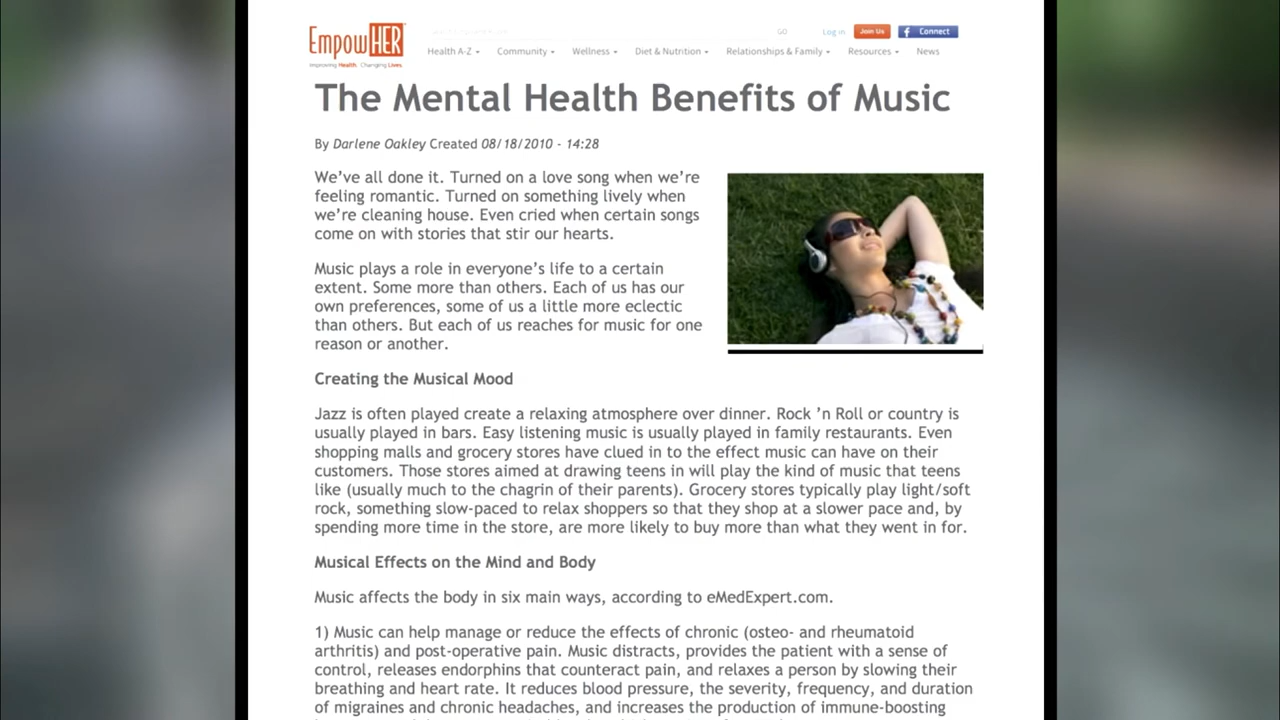 EmpowHER
Improving Health. Changing Lives.
GO
Log in
Join Us
Connect
Health A-Z
Community
Wellness
Diet & Nutrition
Relationships & Family
Resources
News
The Mental Health Benefits of Music
By Darlene Oakley Created 08/18/2010 - 14:28
We’ve all done it. Turned on a love song when we’re
feeling romantic. Turned on something lively when
we’re cleaning house. Even cried when certain songs
come on with stories that stir our hearts.
Music plays a role in everyone’s life to a certain
extent. Some more than others. Each of us has our
own preferences, some of us a little more eclectic
than others. But each of us reaches for music for one
reason or another.
Creating the Musical Mood
Jazz is often played create a relaxing atmosphere over dinner. Rock ’n Roll or country is
usually played in bars. Easy listening music is usually played in family restaurants. Even
shopping malls and grocery stores have clued in to the effect music can have on their
customers. Those stores aimed at drawing teens in will play the kind of music that teens
like (usually much to the chagrin of their parents). Grocery stores typically play light/soft
rock, something slow-paced to relax shoppers so that they shop at a slower pace and, by
spending more time in the store, are more likely to buy more than what they went in for.
Musical Effects on the Mind and Body
Music affects the body in six main ways, according to eMedExpert.com.
1) Music can help manage or reduce the effects of chronic (osteo- and rheumatoid
arthritis) and post-operative pain. Music distracts, provides the patient with a sense of
control, releases endorphins that counteract pain, and relaxes a person by slowing their
breathing and heart rate. It reduces blood pressure, the severity, frequency, and duration
of migraines and chronic headaches, and increases the production of immune-boosting